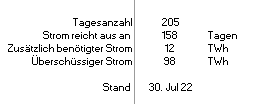 Tagesanzahl 205
Strom reicht aus an 158 Tagen
Zusätzlich benötigter Strom 12 TWh
Überschüssiger Strom 98 TWh
Stand 30. Jul 22